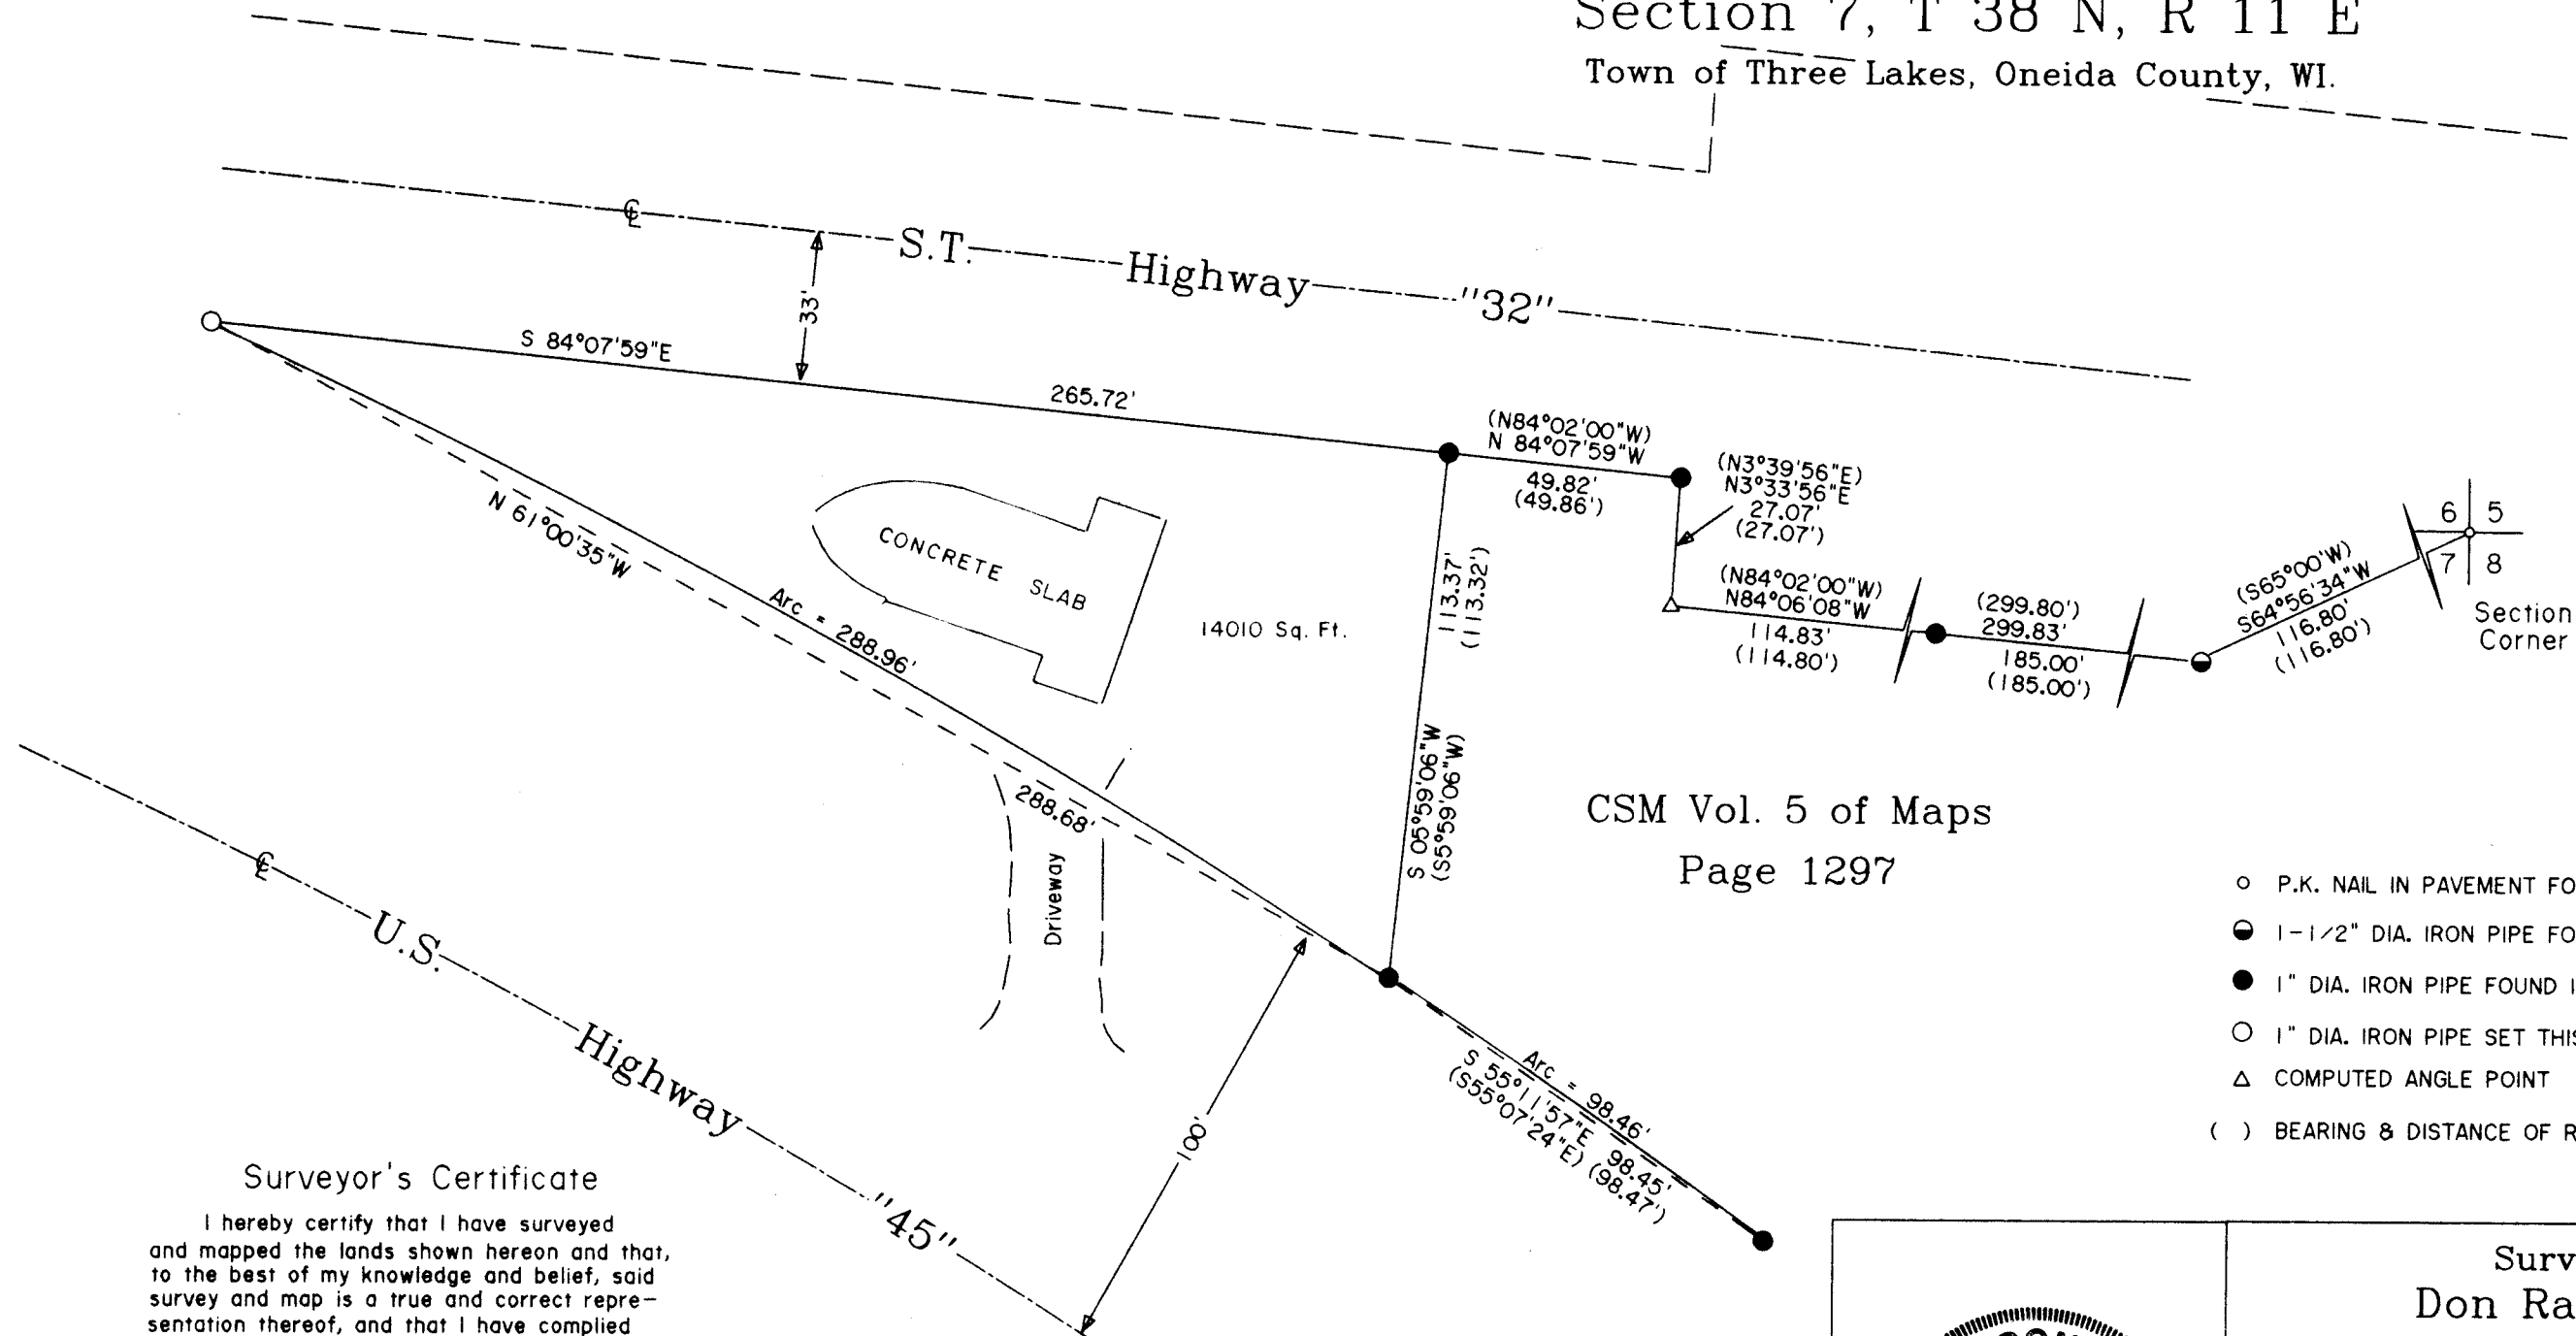 Section 7, T 38 N, R 11 E
Town of Three Lakes, Oneida County, WI.
℄
S.T. Highway "32"
33'
S 84°07'59"E
265.72'
(N84°02'00"W)
N 84°07'59"W
49.82'
(49.86')
(N3°39'56"E)
N3°33'56"E
27.07'
(27.07')
(N84°02'00"W)
N84°06'08"W
114.83'
(114.80')
(299.80')
299.83'
185.00'
(185.00')
(S65°00'W)
S64°56'34"W
116.80'
(116.80')
6 5
7 8
Section
Corner
N 61°00'35"W
Arc = 288.96'
288.68'
CONCRETE SLAB
14010 Sq. Ft.
113.37'
(113.32')
S 05°59'06"W
(S5°59'06"W)
CSM Vol. 5 of Maps
Page 1297
Driveway
℄
U.S. Highway "45"
100'
Arc = 98.46'
S 55°11'57"E 98.45'
(S55°07'24"E) (98.47')
P.K. NAIL IN PAVEMENT FO
1-1/2" DIA. IRON PIPE FO
1" DIA. IRON PIPE FOUND I
1" DIA. IRON PIPE SET THIS
COMPUTED ANGLE POINT
( ) BEARING & DISTANCE OF R
Surveyor's Certificate
I hereby certify that I have surveyed
and mapped the lands shown hereon and that,
to the best of my knowledge and belief, said
survey and map is a true and correct repre-
sentation thereof, and that I have complied
Surv
Don Ra